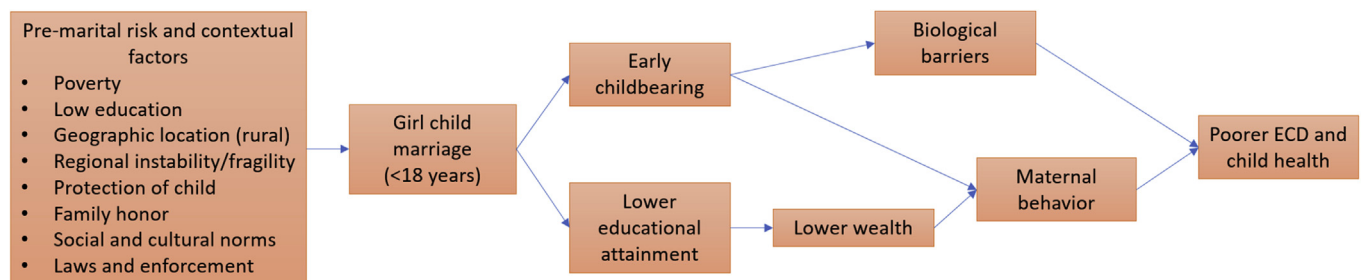 Pre-marital risk and contextual
factors
• Poverty
• Low education
• Geographic location (rural)
• Regional instability/fragility
• Protection of child
• Family honor
• Social and cultural norms
• Laws and enforcement
Girl child
marriage
(<18 years)
Early
childbearing
Lower
educational
attainment
Biological
barriers
Lower wealth
Maternal
behavior
Poorer ECD and
child health